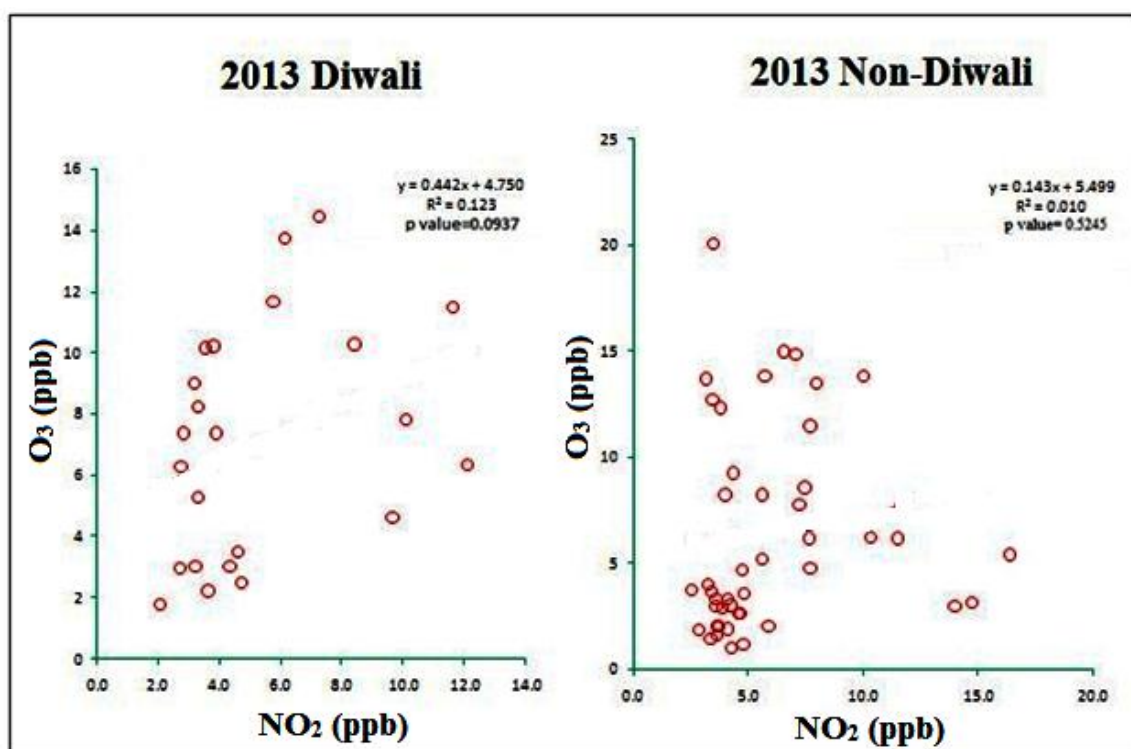 2013 Diwali
16
14
12
10
8
6
4
2
0
0.0 2.0 4.0 6.0 8.0 10.0 12.0 14.0
O₃ (ppb)
NO₂ (ppb)
y = 0.442x + 4.750
R² = 0.123
p value=0.0937
2013 Non-Diwali
25
20
15
10
5
0
0.0 5.0 10.0 15.0 20.0
O₃ (ppb)
NO₂ (ppb)
y = 0.143x + 5.499
R² = 0.010
p value= 0.5245